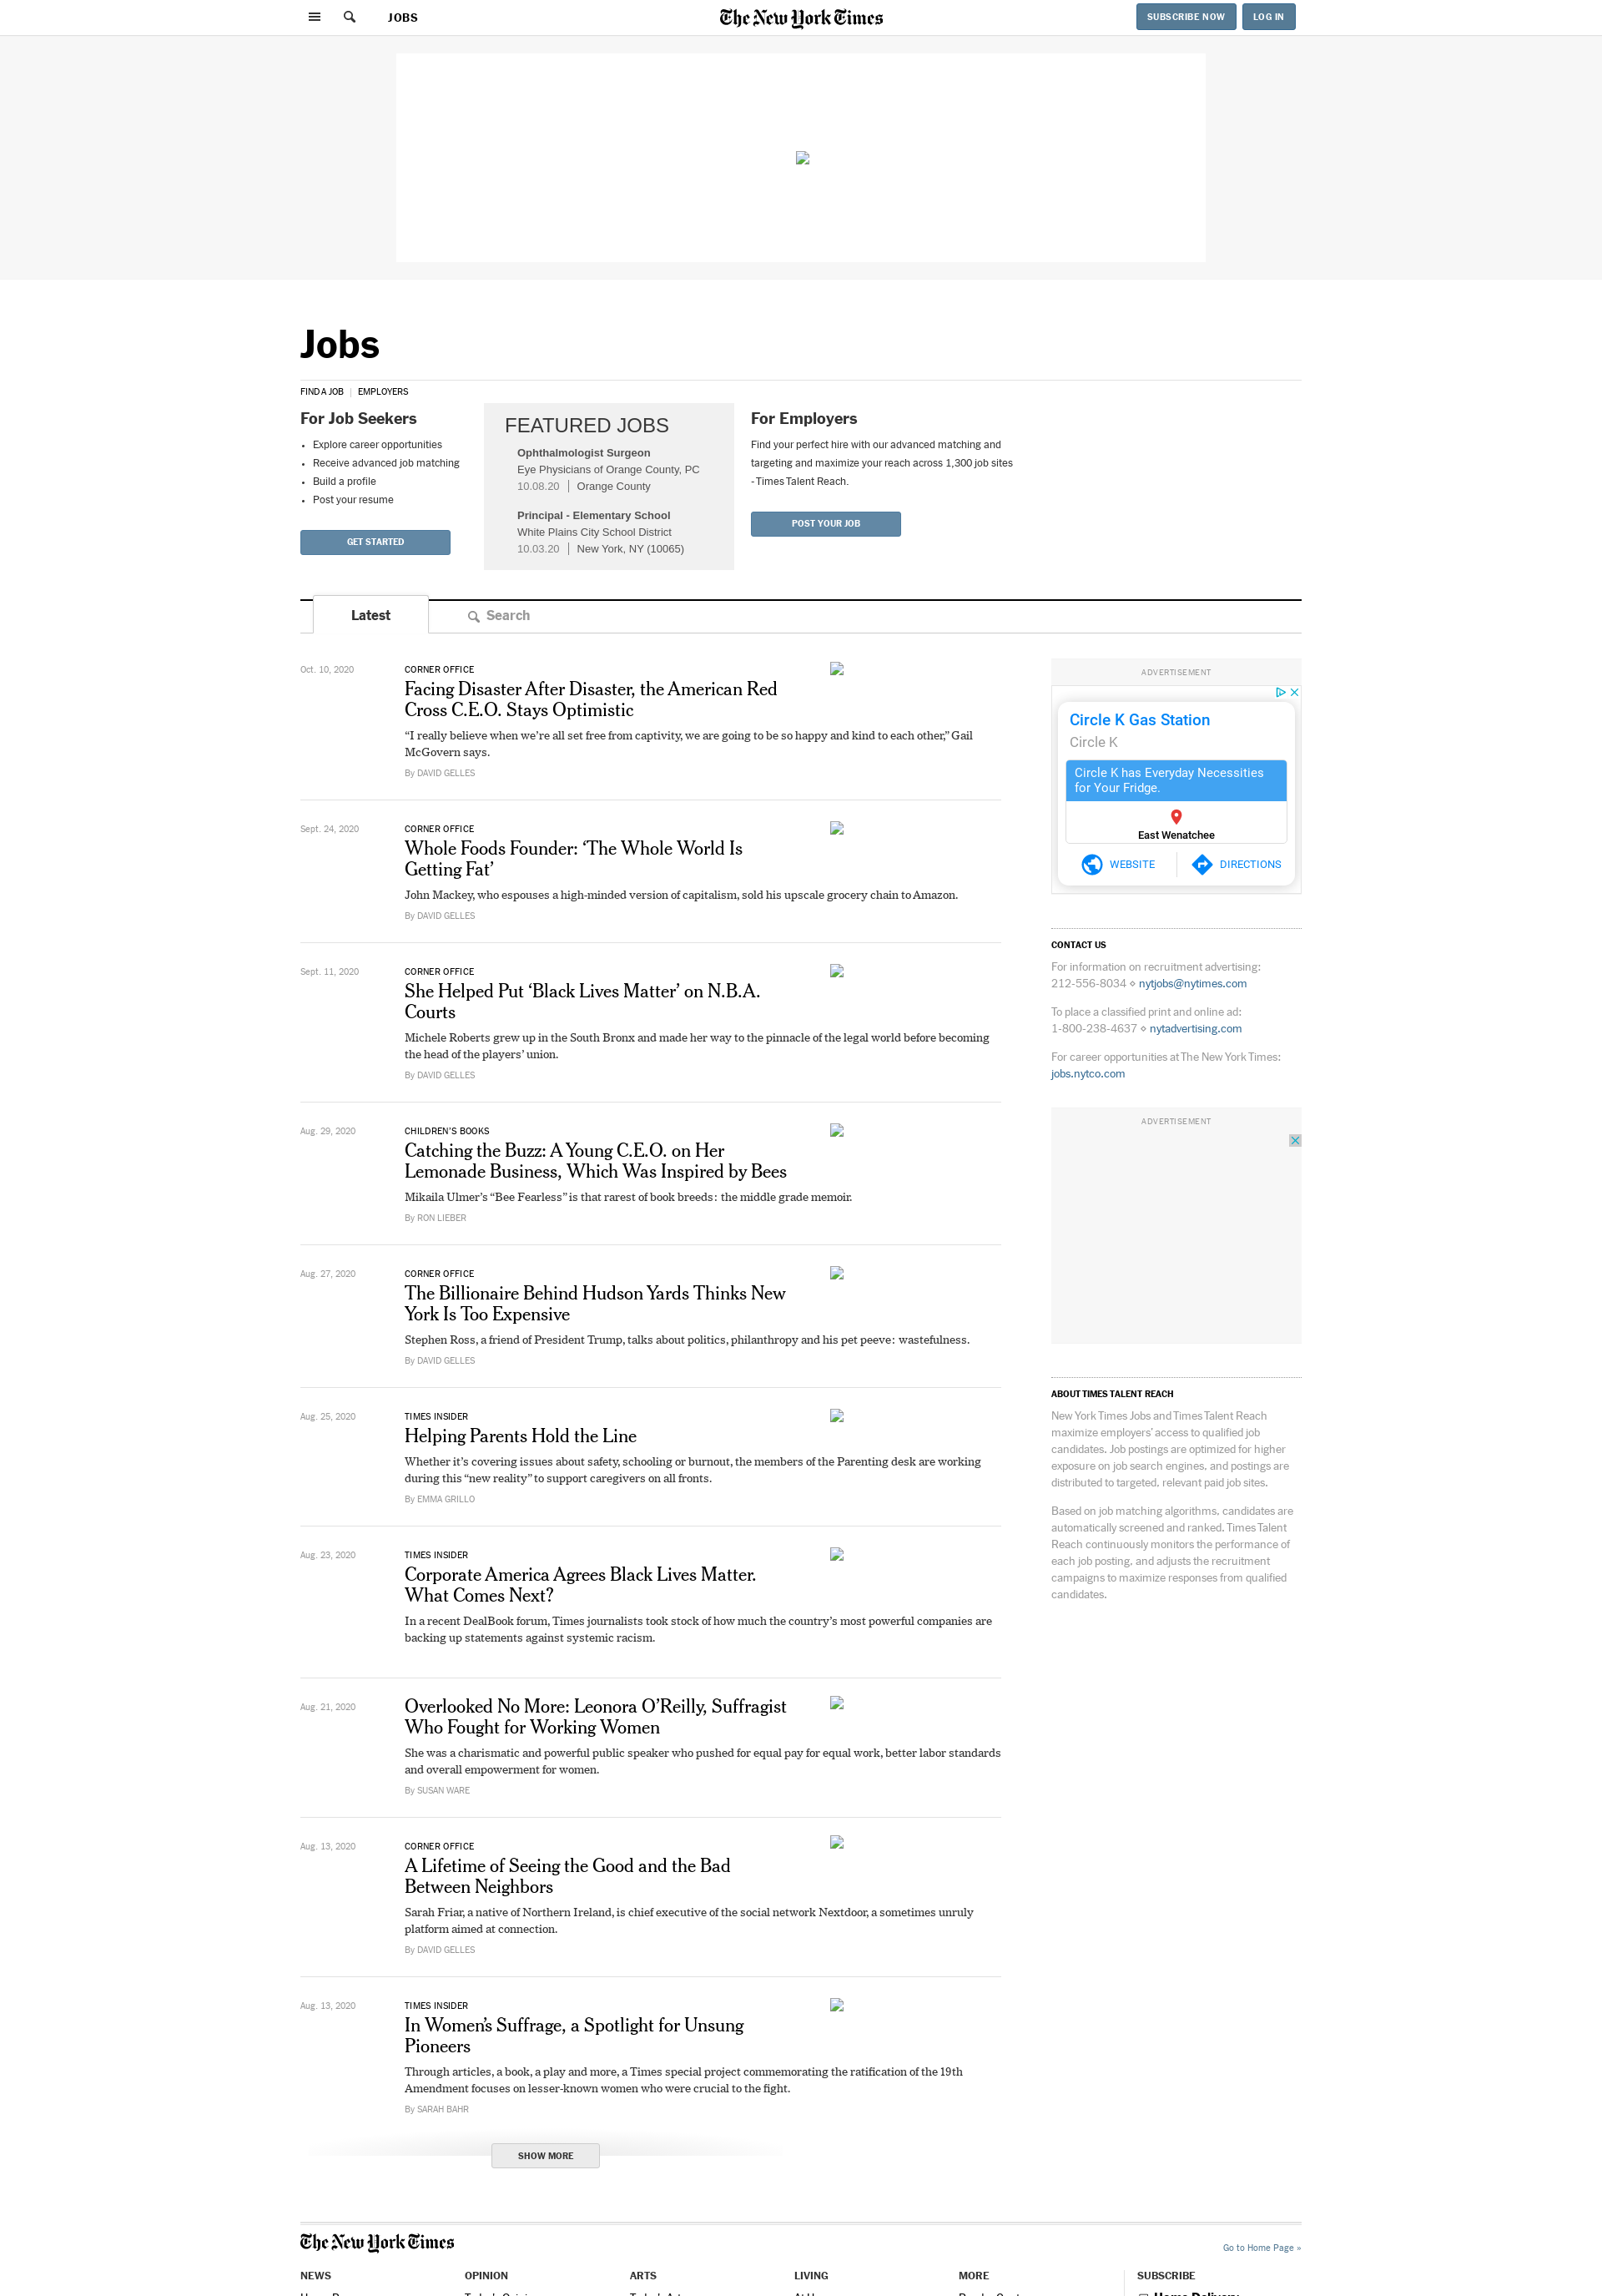 JOBS
The New York Times
SUBSCRIBE NOW
LOG IN
Jobs
FIND A JOB | EMPLOYERS
For Job Seekers
• Explore career opportunities
• Receive advanced job matching
• Build a profile
• Post your resume
GET STARTED
FEATURED JOBS
Ophthalmologist Surgeon
Eye Physicians of Orange County, PC
10.08.20 | Orange County
Principal - Elementary School
White Plains City School District
10.03.20 | New York, NY (10065)
For Employers
Find your perfect hire with our advanced matching and
targeting and maximize your reach across 1,300 job sites
- Times Talent Reach.
POST YOUR JOB
Latest
Search
Oct. 10, 2020
CORNER OFFICE
Facing Disaster After Disaster, the American Red
Cross C.E.O. Stays Optimistic
“I really believe when we’re all set free from captivity, we are going to be so happy and kind to each other,” Gail
McGovern says.
By DAVID GELLES
Sept. 24, 2020
CORNER OFFICE
Whole Foods Founder: ‘The Whole World Is
Getting Fat’
John Mackey, who espouses a high-minded version of capitalism, sold his upscale grocery chain to Amazon.
By DAVID GELLES
Sept. 11, 2020
CORNER OFFICE
She Helped Put ‘Black Lives Matter’ on N.B.A.
Courts
Michele Roberts grew up in the South Bronx and made her way to the pinnacle of the legal world before becoming
the head of the players’ union.
By DAVID GELLES
Aug. 29, 2020
CHILDREN’S BOOKS
Catching the Buzz: A Young C.E.O. on Her
Lemonade Business, Which Was Inspired by Bees
Mikaila Ulmer’s “Bee Fearless” is that rarest of book breeds: the middle grade memoir.
By RON LIEBER
Aug. 27, 2020
CORNER OFFICE
The Billionaire Behind Hudson Yards Thinks New
York Is Too Expensive
Stephen Ross, a friend of President Trump, talks about politics, philanthropy and his pet peeve: wastefulness.
By DAVID GELLES
Aug. 25, 2020
TIMES INSIDER
Helping Parents Hold the Line
Whether it’s covering issues about safety, schooling or burnout, the members of the Parenting desk are working
during this “new reality” to support caregivers on all fronts.
By EMMA GRILLO
Aug. 23, 2020
TIMES INSIDER
Corporate America Agrees Black Lives Matter.
What Comes Next?
In a recent DealBook forum, Times journalists took stock of how much the country’s most powerful companies are
backing up statements against systemic racism.
Aug. 21, 2020
Overlooked No More: Leonora O’Reilly, Suffragist
Who Fought for Working Women
She was a charismatic and powerful public speaker who pushed for equal pay for equal work, better labor standards
and overall empowerment for women.
By SUSAN WARE
Aug. 13, 2020
CORNER OFFICE
A Lifetime of Seeing the Good and the Bad
Between Neighbors
Sarah Friar, a native of Northern Ireland, is chief executive of the social network Nextdoor, a sometimes unruly
platform aimed at connection.
By DAVID GELLES
Aug. 13, 2020
TIMES INSIDER
In Women’s Suffrage, a Spotlight for Unsung
Pioneers
Through articles, a book, a play and more, a Times special project commemorating the ratification of the 19th
Amendment focuses on lesser-known women who were crucial to the fight.
By SARAH BAHR
SHOW MORE
ADVERTISEMENT
Circle K Gas Station
Circle K
Circle K has Everyday Necessities
for Your Fridge.
East Wenatchee
WEBSITE
DIRECTIONS
CONTACT US
For information on recruitment advertising:
212-556-8034 ⋄ nytjobs@nytimes.com
To place a classified print and online ad:
1-800-238-4637 ⋄ nytadvertising.com
For career opportunities at The New York Times:
jobs.nytco.com
ADVERTISEMENT
ABOUT TIMES TALENT REACH
New York Times Jobs and Times Talent Reach
maximize employers’ access to qualified job
candidates. Job postings are optimized for higher
exposure on job search engines, and postings are
distributed to targeted, relevant paid job sites.
Based on job matching algorithms, candidates are
automatically screened and ranked. Times Talent
Reach continuously monitors the performance of
each job posting, and adjusts the recruitment
campaigns to maximize responses from qualified
candidates.
The New York Times
Go to Home Page »
NEWS
OPINION
ARTS
LIVING
MORE
SUBSCRIBE